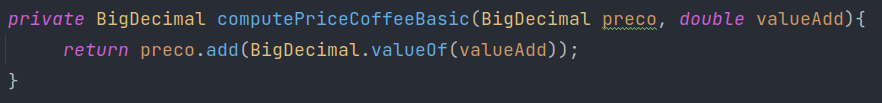 private BigDecimal computePriceCoffeeBasic(BigDecimal preco, double valueAdd){
return preco.add(BigDecimal.valueOf(valueAdd));
}